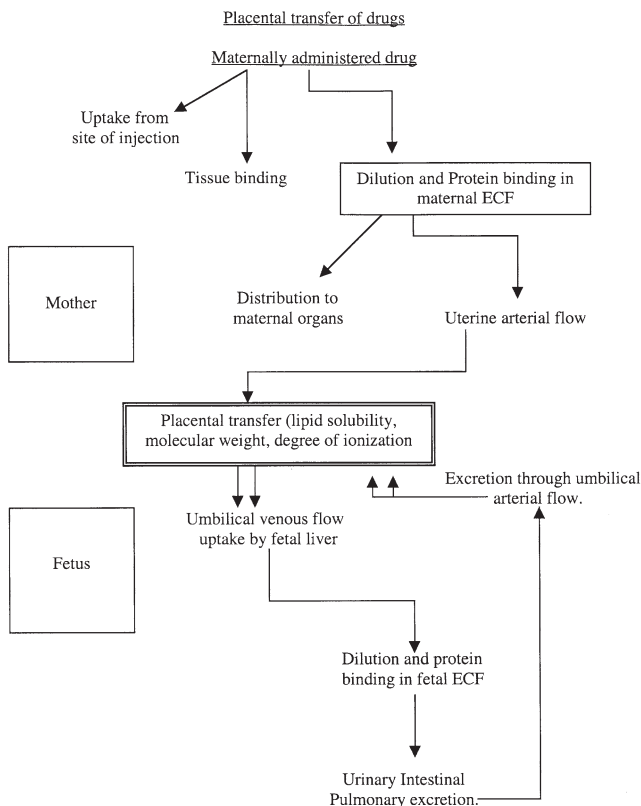 Placental transfer of drugs
Maternally administered drug
Uptake from
site of injection
Tissue binding
Dilution and Protein binding in
maternal ECF
Mother
Distribution to
maternal organs
Uterine arterial flow
Placental transfer (lipid solubility,
molecular weight, degree of ionization
Excretion through umbilical
arterial flow.
Umbilical venous flow
uptake by fetal liver
Fetus
Dilution and protein
binding in fetal ECF
Urinary Intestinal
Pulmonary excretion.